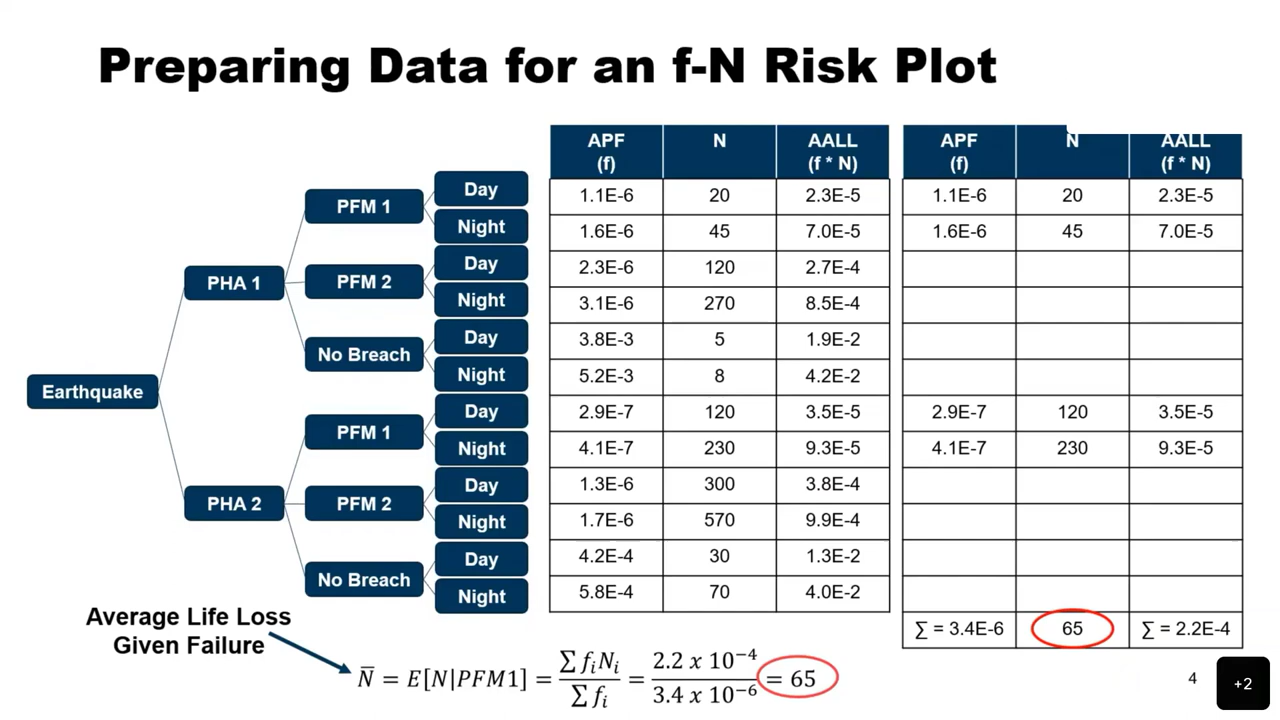 Preparing Data for an f-N Risk Plot
Earthquake
PHA 1
PHA 2
PFM 1
PFM 2
No Breach
PFM 1
PFM 2
No Breach
Day
Night
Day
Night
Day
Night
Day
Night
Day
Night
Day
Night
APF (f) N AALL (f * N)
1.1E-6 20 2.3E-5
1.6E-6 45 7.0E-5
2.3E-6 120 2.7E-4
3.1E-6 270 8.5E-4
3.8E-3 5 1.9E-2
5.2E-3 8 4.2E-2
2.9E-7 120 3.5E-5
4.1E-7 230 9.3E-5
1.3E-6 300 3.8E-4
1.7E-6 570 9.9E-4
4.2E-4 30 1.3E-2
5.8E-4 70 4.0E-2
APF (f) N AALL (f * N)
1.1E-6 20 2.3E-5
1.6E-6 45 7.0E-5
2.9E-7 120 3.5E-5
4.1E-7 230 9.3E-5
∑ = 3.4E-6 65 ∑ = 2.2E-4
Average Life Loss
Given Failure
N̅ = E[N|PFM1] = ∑ fᵢNᵢ / ∑ fᵢ = 2.2 x 10⁻⁴ / 3.4 x 10⁻⁶ = 65
4
+2